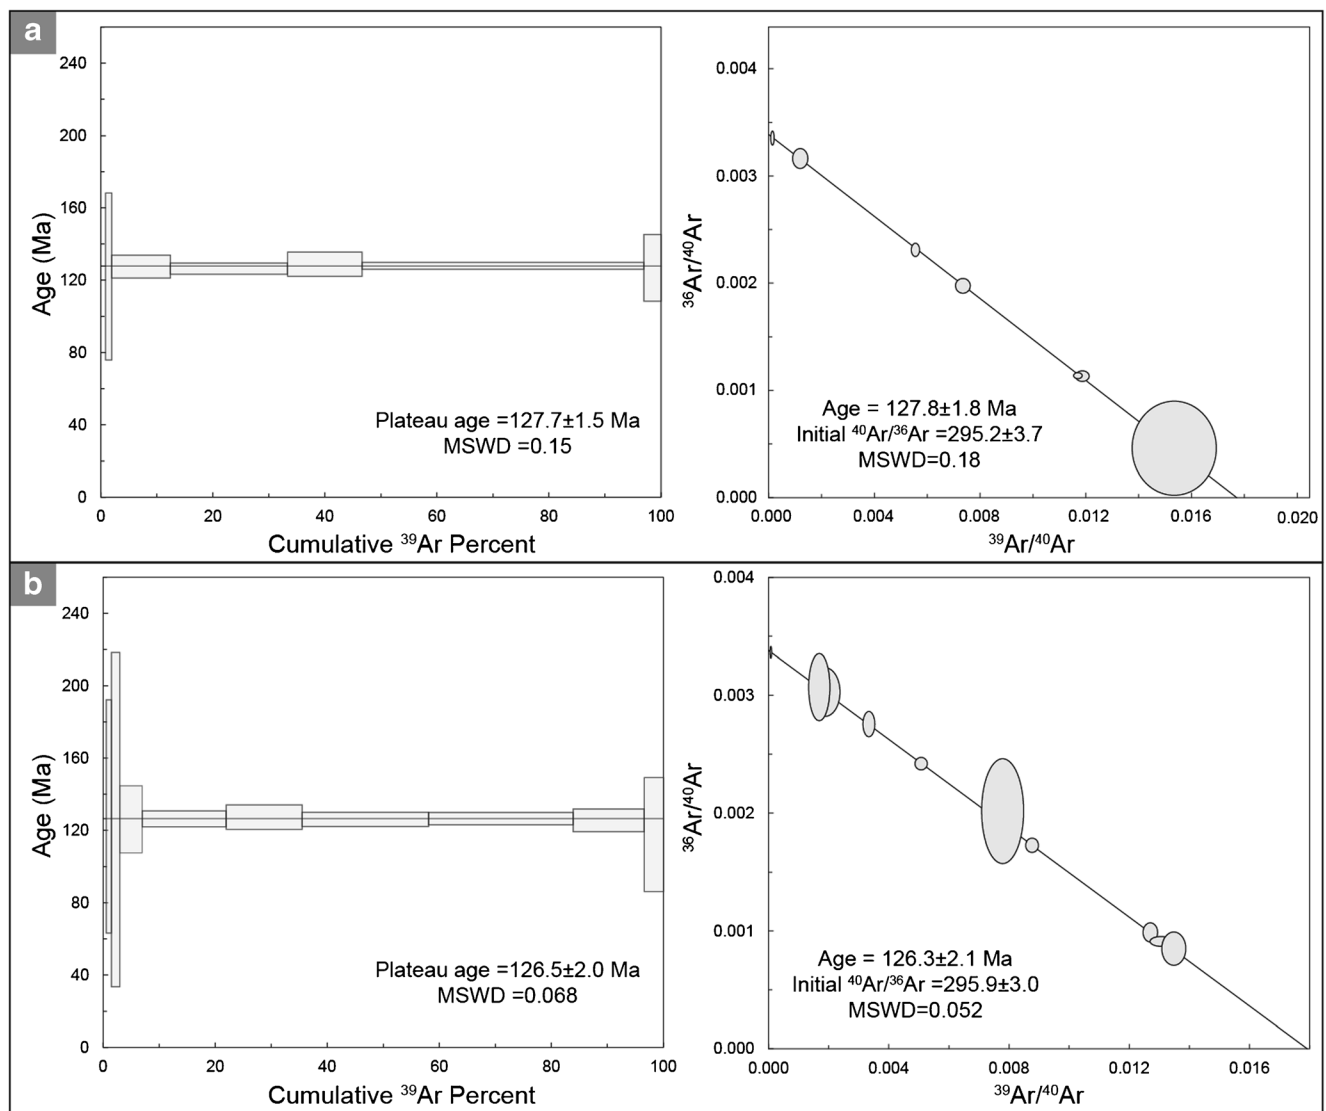 a
Age (Ma)
240
200
160
120
80
40
0
0 20 40 60 80 100
Cumulative ³⁹Ar Percent
Plateau age =127.7±1.5 Ma
MSWD =0.15
³⁶Ar/⁴⁰Ar
0.004
0.003
0.002
0.001
0.000
0.000 0.004 0.008 0.012 0.016 0.020
³⁹Ar/⁴⁰Ar
Age = 127.8±1.8 Ma
Initial ⁴⁰Ar/³⁶Ar =295.2±3.7
MSWD=0.18
b
Age (Ma)
240
200
160
120
80
40
0
0 20 40 60 80 100
Cumulative ³⁹Ar Percent
Plateau age =126.5±2.0 Ma
MSWD =0.068
³⁶Ar/⁴⁰Ar
0.004
0.003
0.002
0.001
0.000
0.000 0.004 0.008 0.012 0.016
³⁹Ar/⁴⁰Ar
Age = 126.3±2.1 Ma
Initial ⁴⁰Ar/³⁶Ar =295.9±3.0
MSWD=0.052